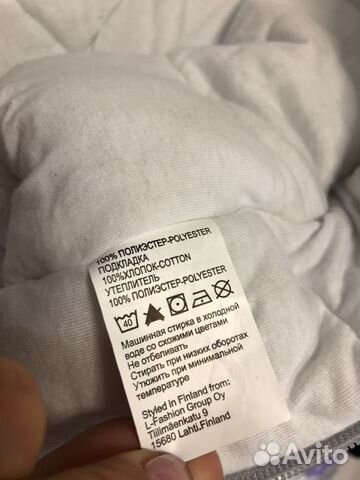 100% ПОЛИЭСТЕР-POLYESTER
ПОДКЛАДКА
100%ХЛОПОК-COTTON
УТЕПЛИТЕЛЬ
100% ПОЛИЭСТЕР-POLYESTER
40
Машинная стирка в холодной
воде со схожими цветами
Не отбеливать
Стирать при низких оборотах
Утюжить при минимальной
температуре
Styled in Finland from:
L-Fashion Group Oy
Tiilimäenkatu 9
15680 Lahti.Finland
Avito